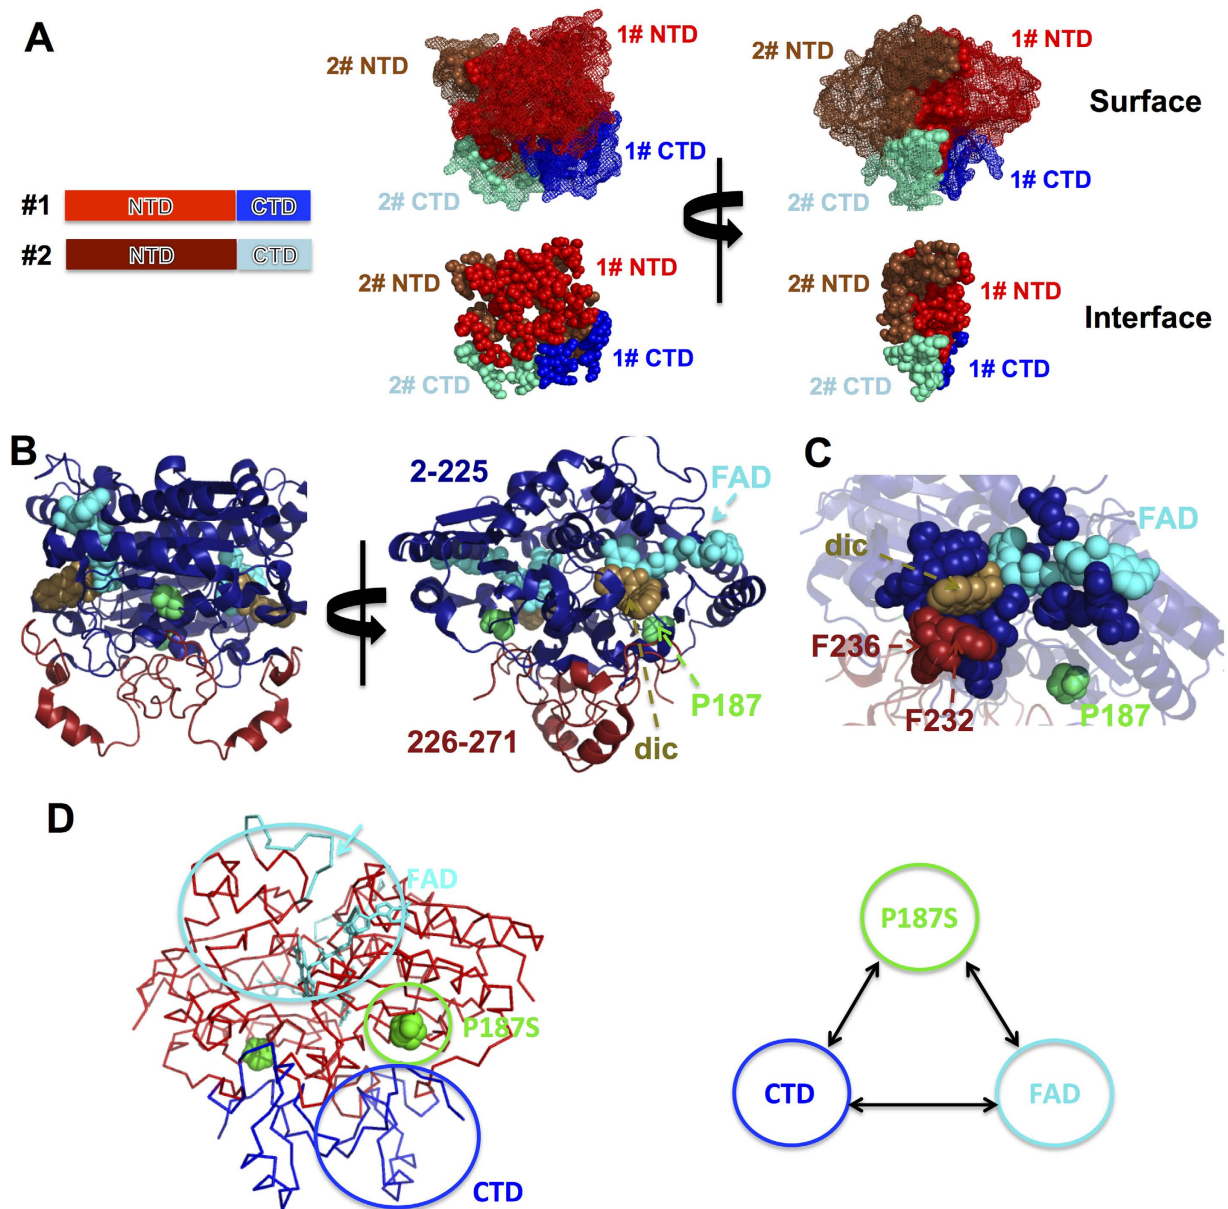 A
2# NTD
1# NTD
1# CTD
2# CTD
2# NTD
1# NTD
1# CTD
2# CTD
Surface
#1 NTD CTD
#2 NTD CTD
2# NTD
1# NTD
1# CTD
2# CTD
2# NTD
1# NTD
1# CTD
2# CTD
Interface
B
2-225
FAD
P187
226-271
dic
C
FAD
dic
F236
F232
P187
D
FAD
P187S
CTD
P187S
CTD
FAD